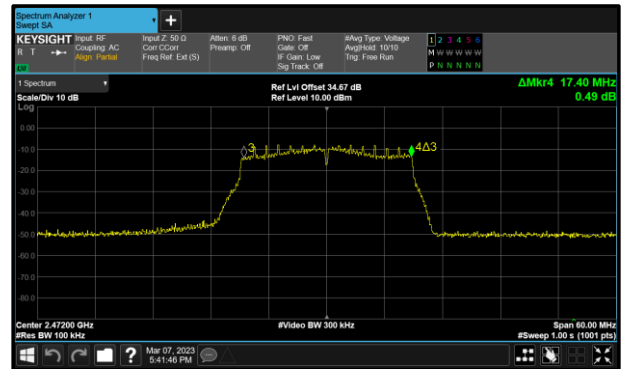 Spectrum Analyzer 1
Swept SA
+
KEYSIGHT
R T
LW
Input: RF
Coupling: AC
Align: Partial
Input Z: 50 Ω
Corr CCorr
Freq Ref: Ext (S)
Atten: 6 dB
Preamp: Off
PNO: Fast
Gate: Off
IF Gain: Low
Sig Track: Off
#Avg Type: Voltage
Avg|Hold: 10/10
Trig: Free Run
1 2 3 4 5 6
M W W W W W
P N N N N N
1 Spectrum
Scale/Div 10 dB
Log
Ref Lvl Offset 34.67 dB
Ref Level 10.00 dBm
ΔMkr4 17.40 MHz
0.49 dB
0.00
-10.0
-20.0
-30.0
-40.0
-50.0
-60.0
-70.0
-80.0
3
4Δ3
Center 2.47200 GHz
#Res BW 100 kHz
#Video BW 300 kHz
Span 60.00 MHz
#Sweep 1.00 s (1001 pts)
?
Mar 07, 2023
5:41:46 PM